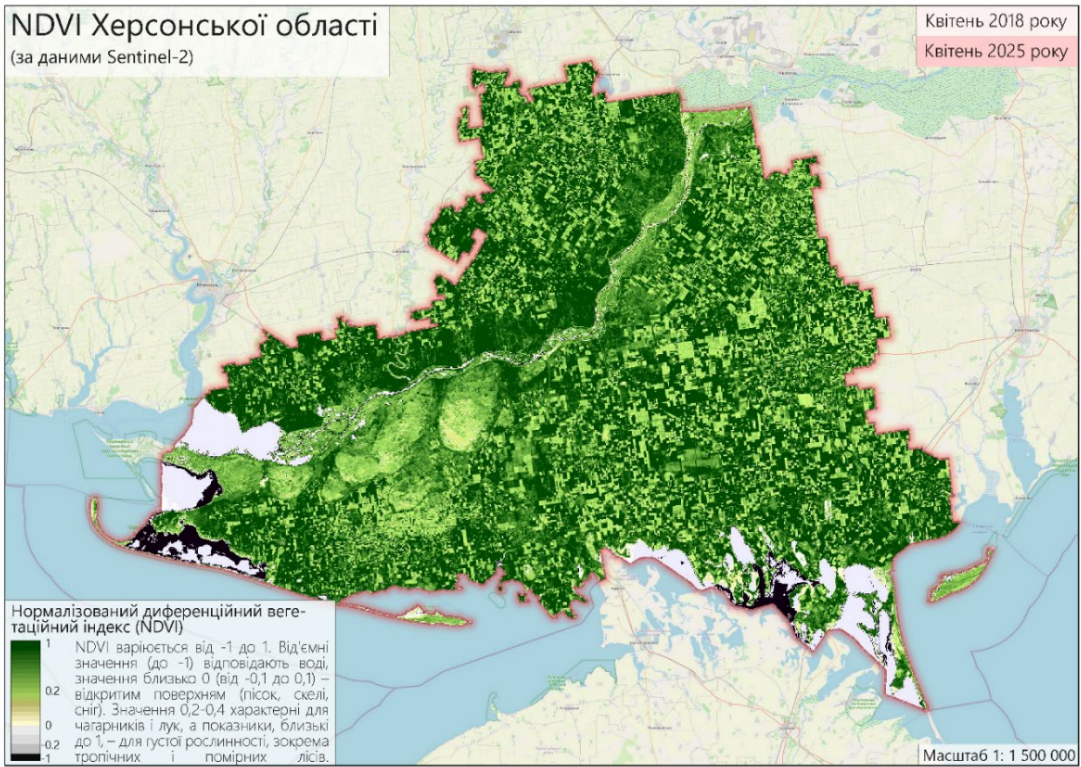 NDVI Херсонської області
(за даними Sentinel-2)
Квітень 2018 року
Квітень 2025 року
Нормалізований диференційний веге-
таційний індекс (NDVI)
1
0.2
0
-0.2
-1
NDVI варіюється від -1 до 1. Від'ємні
значення (до -1) відповідають воді,
значення близько 0 (від -0,1 до 0,1) –
відкритим поверхням (пісок, скелі,
сніг). Значення 0,2-0,4 характерні для
чагарників і лук, а показники, близькі
до 1, – для густої рослинності, зокрема
тропічних і помірних лісів.
Масштаб 1: 1 500 000